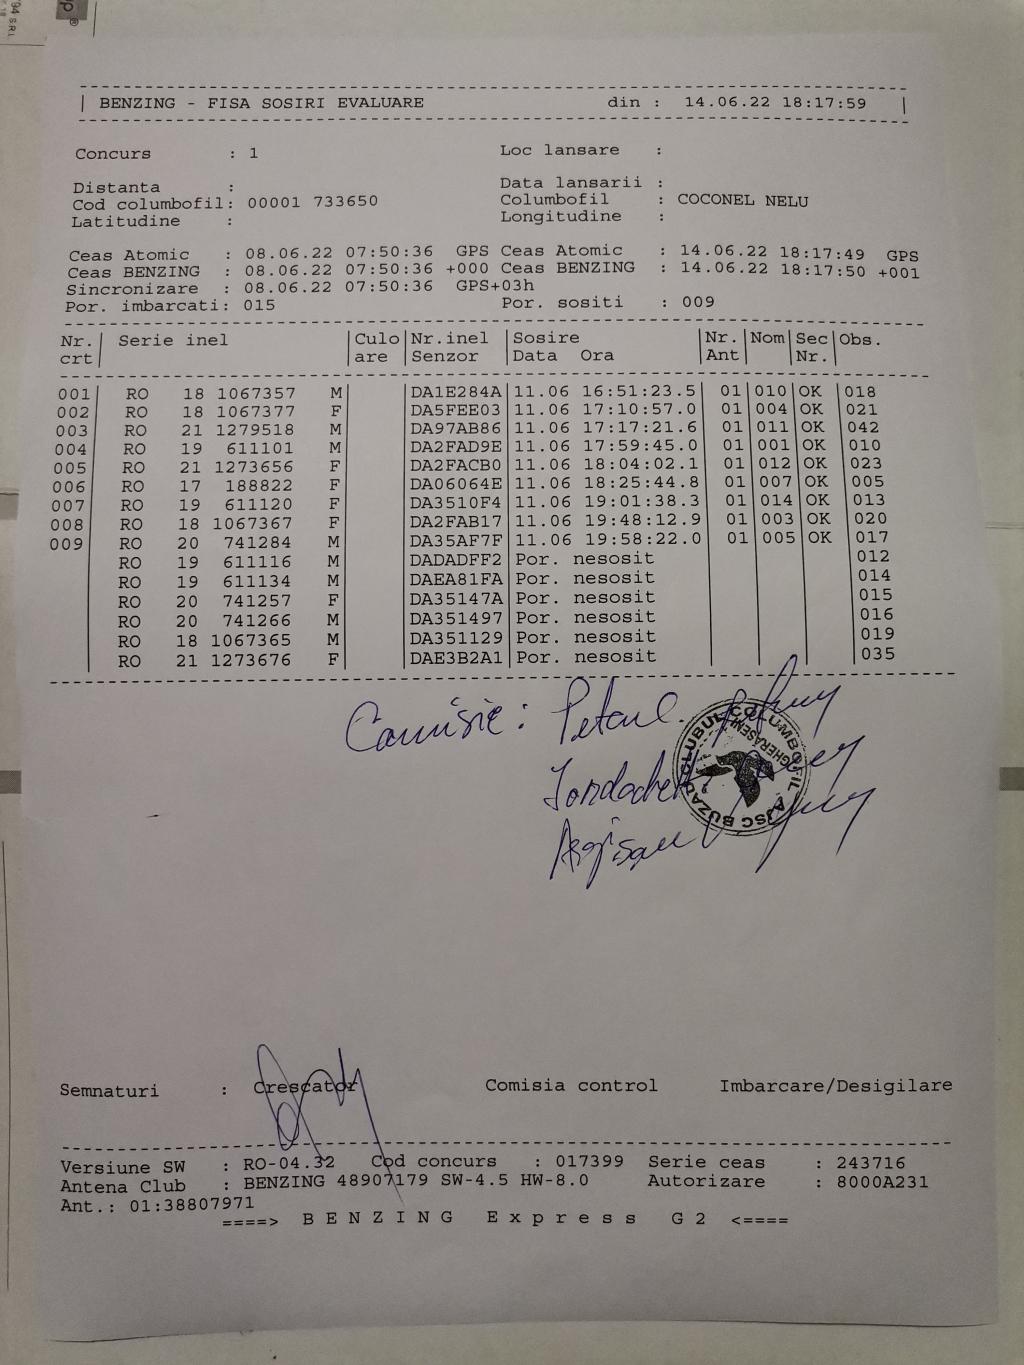 BENZING - FISA SOSIRI EVALUARE din : 14.06.22 18:17:59
Concurs : 1 Loc lansare :
Distanta : Data lansarii :
Cod columbofil: 00001 733650 Columbofil : COCONEL NELU
Latitudine : Longitudine :
Ceas Atomic : 08.06.22 07:50:36 GPS Ceas Atomic : 14.06.22 18:17:49 GPS
Ceas BENZING : 08.06.22 07:50:36 +000 Ceas BENZING : 14.06.22 18:17:50 +001
Sincronizare : 08.06.22 07:50:36 GPS+03h
Por. imbarcati: 015 Por. sositi : 009
Nr. Serie inel Culo Nr.inel Sosire Nr. Nom Sec Obs.
crt are Senzor Data Ora Ant Nr.
001 RO 18 1067357 M DA1E284A 11.06 16:51:23.5 01 010 OK 018
002 RO 18 1067377 F DA5FEE03 11.06 17:10:57.0 01 004 OK 021
003 RO 21 1279518 M DA97AB86 11.06 17:17:21.6 01 011 OK 042
004 RO 19 611101 M DA2FAD9E 11.06 17:59:45.0 01 001 OK 010
005 RO 21 1273656 F DA2FACB0 11.06 18:04:02.1 01 012 OK 023
006 RO 17 188822 F DA06064E 11.06 18:25:44.8 01 007 OK 005
007 RO 19 611120 F DA3510F4 11.06 19:01:38.3 01 014 OK 013
008 RO 18 1067367 F DA2FAB17 11.06 19:48:12.9 01 003 OK 020
009 RO 20 741284 M DA35AF7F 11.06 19:58:22.0 01 005 OK 017
RO 19 611116 M DADADFF2 Por. nesosit 012
RO 19 611134 M DAEA81FA Por. nesosit 014
RO 20 741257 F DA35147A Por. nesosit 015
RO 20 741266 M DA351497 Por. nesosit 016
RO 18 1067365 M DA351129 Por. nesosit 019
RO 21 1273676 F DAE3B2A1 Por. nesosit 035
Comisie:
CLUBUL COLUMBOFIL AJSC BUZAU
GHERASENI
Semnaturi : Crescator Comisia control Imbarcare/Desigilare
Versiune SW : RO-04.32 Cod concurs : 017399 Serie ceas : 243716
Antena Club : BENZING 48907179 SW-4.5 HW-8.0 Autorizare : 8000A231
Ant.: 01:38807971
====> BENZING Express G2 <====